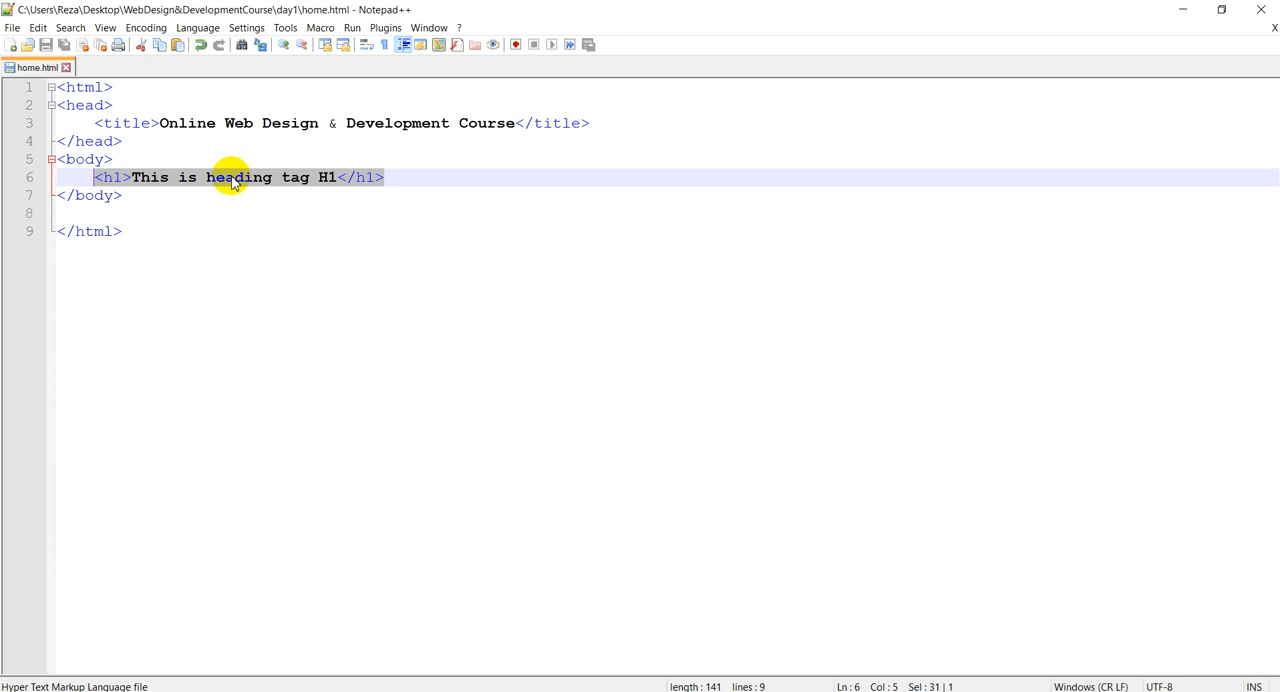 C:\Users\Reza\Desktop\WebDesign&DevelopmentCourse\day1\home.html - Notepad++
File Edit Search View Encoding Language Settings Tools Macro Run Plugins Window ? X
home.html
1 <html>
2 <head>
3 <title>Online Web Design & Development Course</title>
4 </head>
5 <body>
6 <h1>This is heading tag H1</h1>
7 </body>
8
9 </html>
Hyper Text Markup Language file length : 141 lines : 9 Ln : 6 Col : 5 Sel : 31 | 1 Windows (CR LF) UTF-8 INS